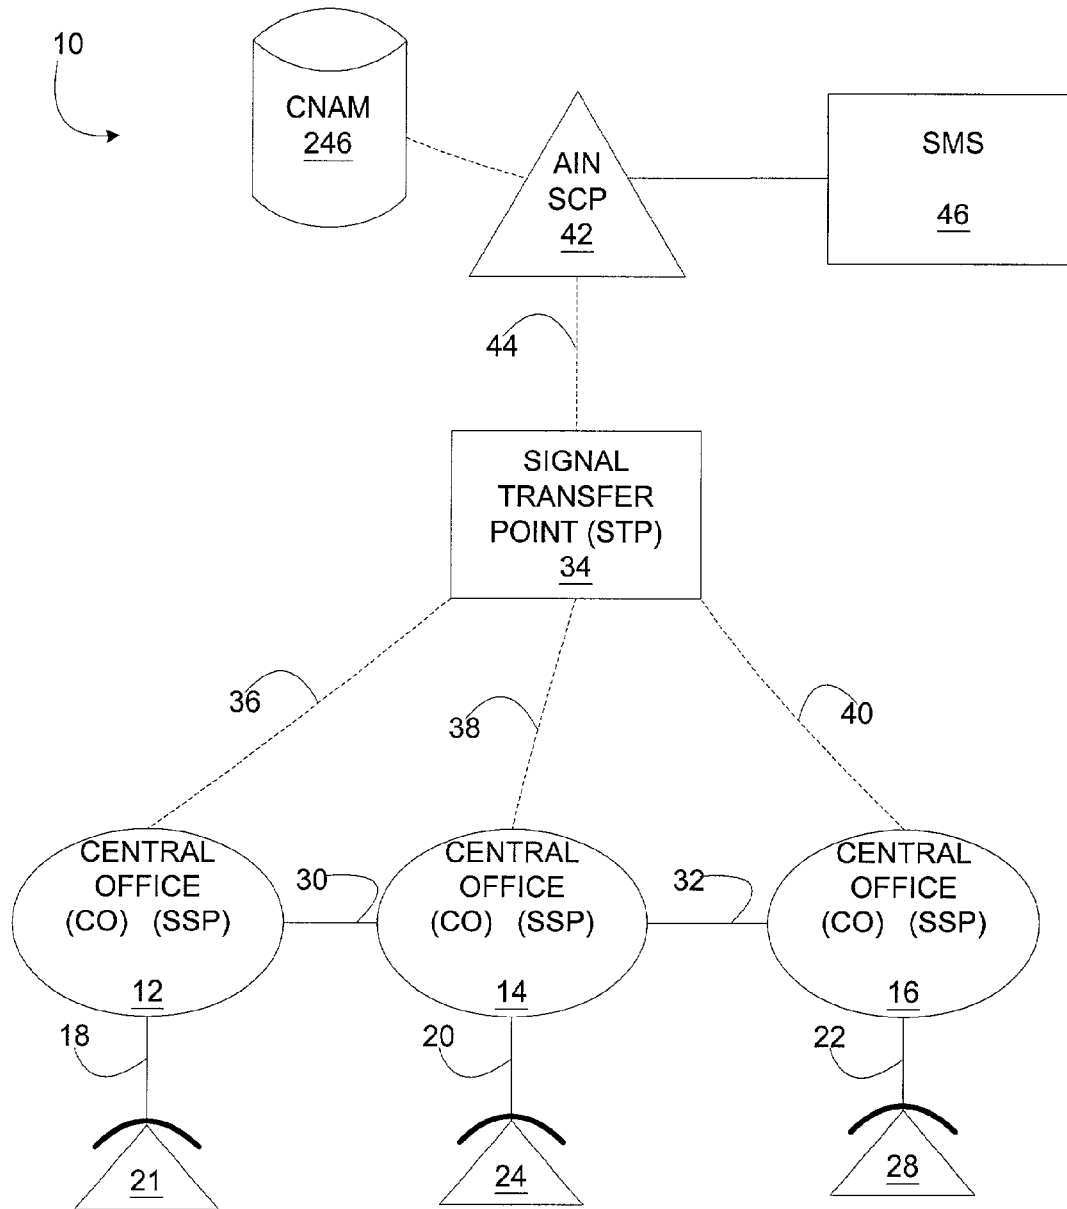 10
CNAM
246
AIN
SCP
42
SMS
46
44
SIGNAL
TRANSFER
POINT (STP)
34
36
38
40
CENTRAL
OFFICE
(CO) (SSP)
12
30
CENTRAL
OFFICE
(CO) (SSP)
14
32
CENTRAL
OFFICE
(CO) (SSP)
16
18
20
22
21
24
28